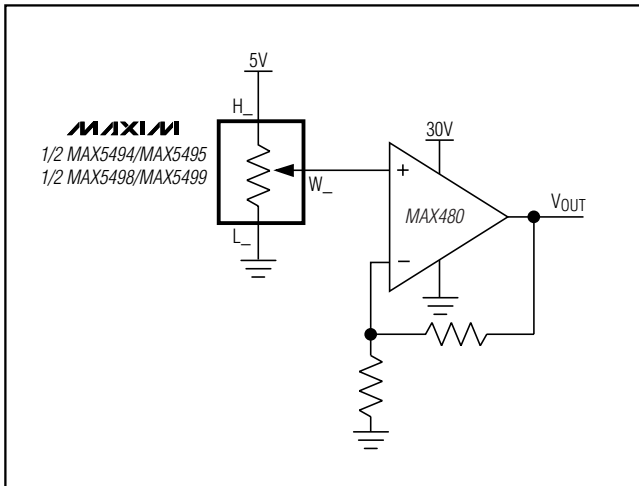 5V
H_
MAXIM
1/2 MAX5494/MAX5495
1/2 MAX5498/MAX5499
W_
L_
30V
+
MAX480
−
VOUT